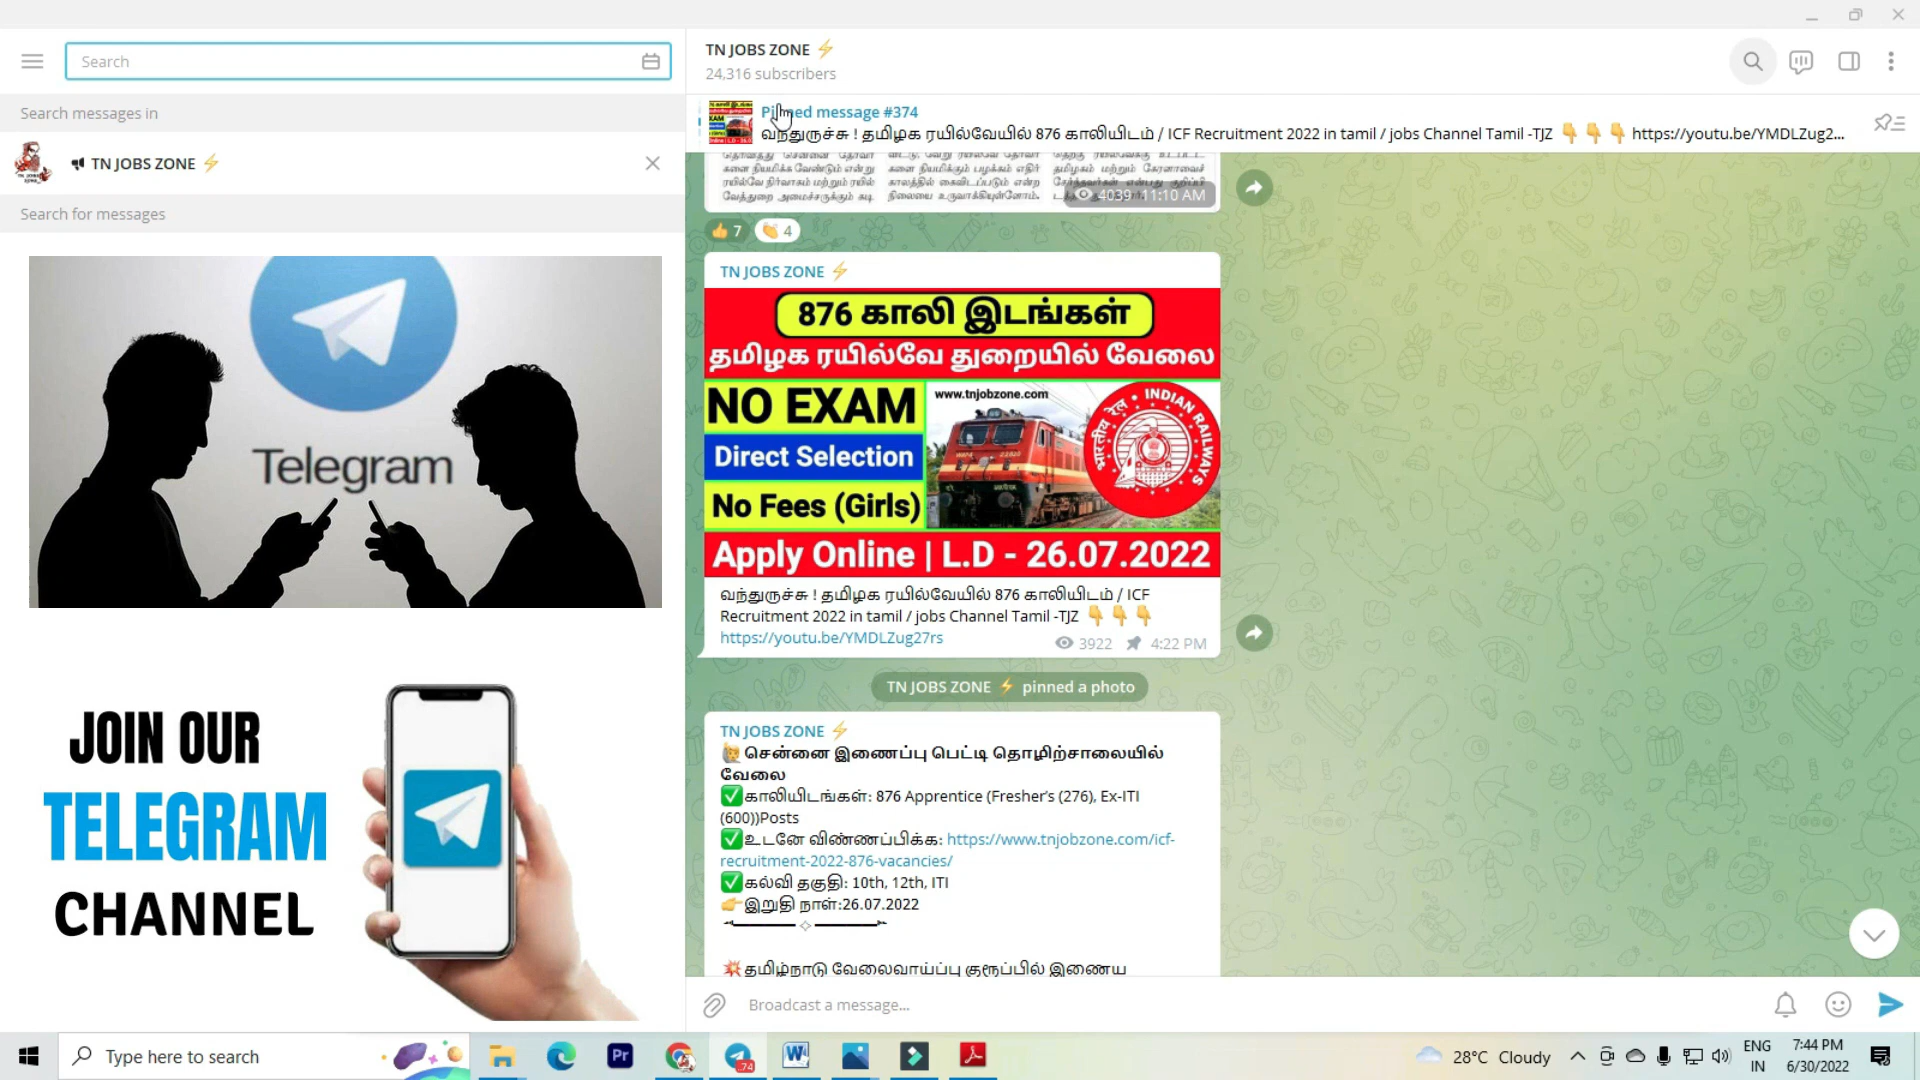 Search
Search messages in
TN JOBS ZONE ⚡
Search for messages
Telegram
JOIN OUR
TELEGRAM
CHANNEL
TN JOBS ZONE ⚡
24,316 subscribers
Pinned message #374
வந்துருச்சு ! தமிழக ரயில்வேயில் 876 காலியிடம் / ICF Recruitment 2022 in tamil / jobs Channel Tamil -TJZ 👇 👇 👇 https://youtu.be/YMDLZug2...
4039 11:10 AM
👍 7 👏 4
TN JOBS ZONE ⚡
876 காலி இடங்கள்
தமிழக ரயில்வே துறையில் வேலை
NO EXAM
www.tnjobzone.com
INDIAN RAILWAYS
भारतीय रेल
Direct Selection
No Fees (Girls)
Apply Online | L.D - 26.07.2022
வந்துருச்சு ! தமிழக ரயில்வேயில் 876 காலியிடம் / ICF
Recruitment 2022 in tamil / jobs Channel Tamil -TJZ 👇 👇 👇
https://youtu.be/YMDLZug27rs
3922 4:22 PM
TN JOBS ZONE ⚡ pinned a photo
TN JOBS ZONE ⚡
🙋சென்னை இணைப்பு பெட்டி தொழிற்சாலையில்
வேலை
✅காலியிடங்கள்: 876 Apprentice (Fresher's (276), Ex-ITI
(600))Posts
✅உடனே விண்ணப்பிக்க: https://www.tnjobzone.com/icf-
recruitment-2022-876-vacancies/
✅கல்வி தகுதி: 10th, 12th, ITI
👉இறுதி நாள்:26.07.2022
💥தமிழ்நாடு வேலைவாய்ப்பு குரூப்பில் இணைய
Broadcast a message...
Type here to search
Pr
74
W
28°C Cloudy
ENG
IN
7:44 PM
6/30/2022